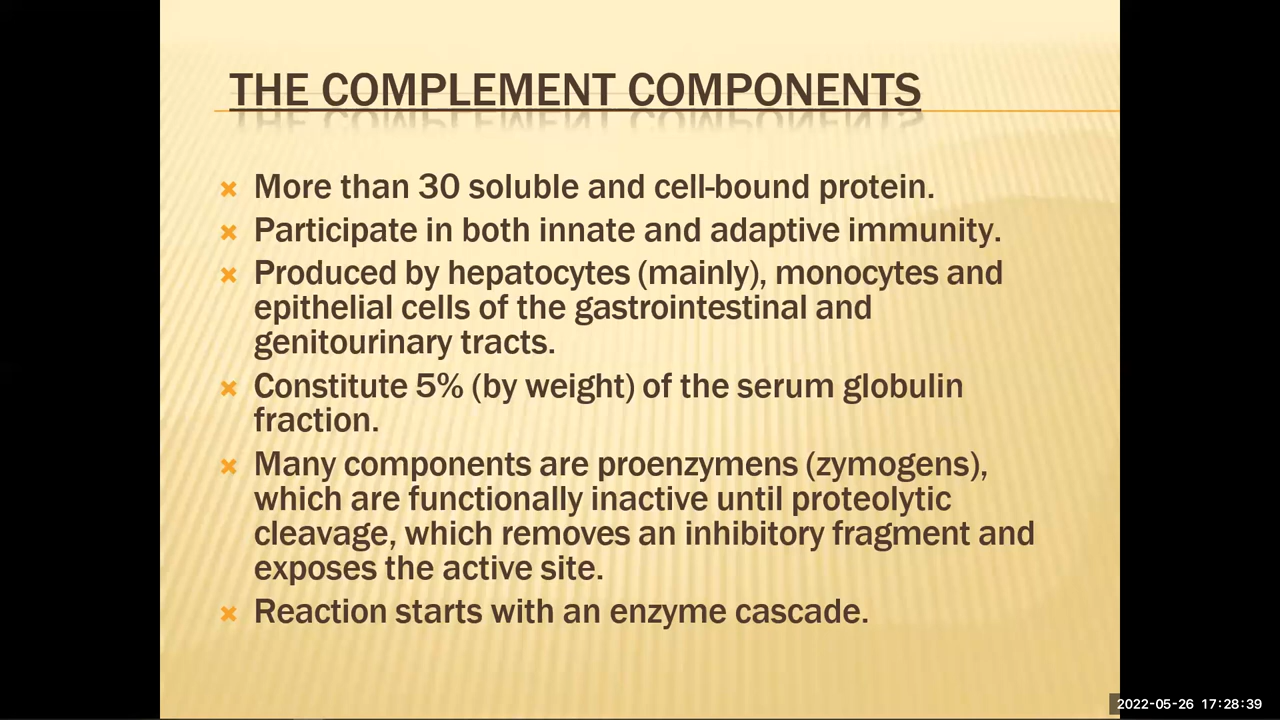 THE COMPLEMENT COMPONENTS
More than 30 soluble and cell-bound protein.
Participate in both innate and adaptive immunity.
Produced by hepatocytes (mainly), monocytes and
epithelial cells of the gastrointestinal and
genitourinary tracts.
Constitute 5% (by weight) of the serum globulin
fraction.
Many components are proenzymens (zymogens),
which are functionally inactive until proteolytic
cleavage, which removes an inhibitory fragment and
exposes the active site.
Reaction starts with an enzyme cascade.
2022-05-26 17:28:39